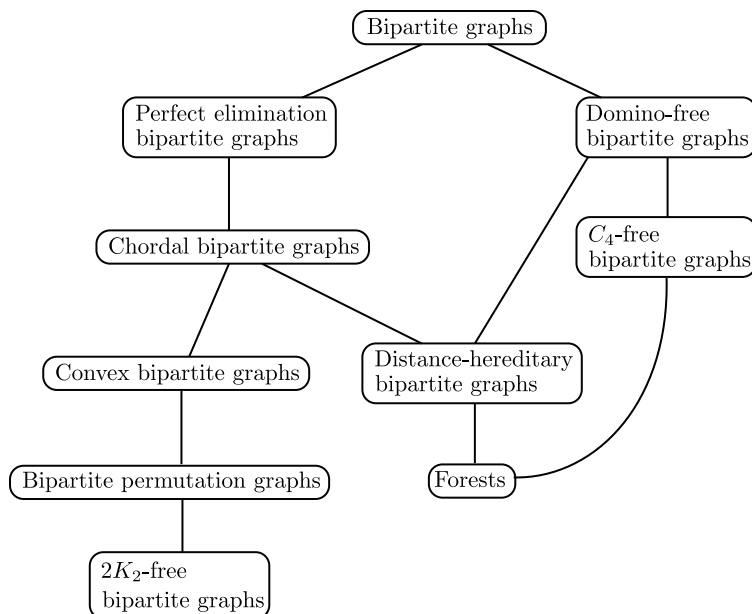 Bipartite graphs
Perfect elimination
bipartite graphs
Domino-free
bipartite graphs
Chordal bipartite graphs
C₄-free
bipartite graphs
Convex bipartite graphs
Distance-hereditary
bipartite graphs
Bipartite permutation graphs
Forests
2K₂-free
bipartite graphs